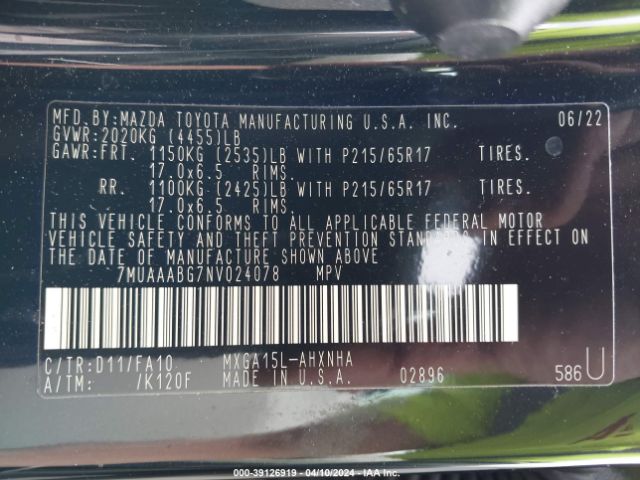 MFD.BY:MAZDA TOYOTA MANUFACTURING U.S.A. INC. 06/22
GVWR:2020KG (4455)LB
GAWR:FRT. 1150KG (2535)LB WITH P215/65R17 TIRES.
17.0x6.5 RIMS.
RR. 1100KG (2425)LB WITH P215/65R17 TIRES.
17.0x6.5 RIMS.
THIS VEHICLE CONFORMS TO ALL APPLICABLE FEDERAL MOTOR
VEHICLE SAFETY AND THEFT PREVENTION STANDARDS IN EFFECT ON
THE DATE OF MANUFACTURE SHOWN ABOVE
7MUAAABG7NVQ24078 MPV
C/TR:D11/FA10 MXGA15L-AHXNHA
A/TM: /K120F MADE IN U.S.A. 02896 586U
000-39126919 - 04/10/2024 - IAA Inc.